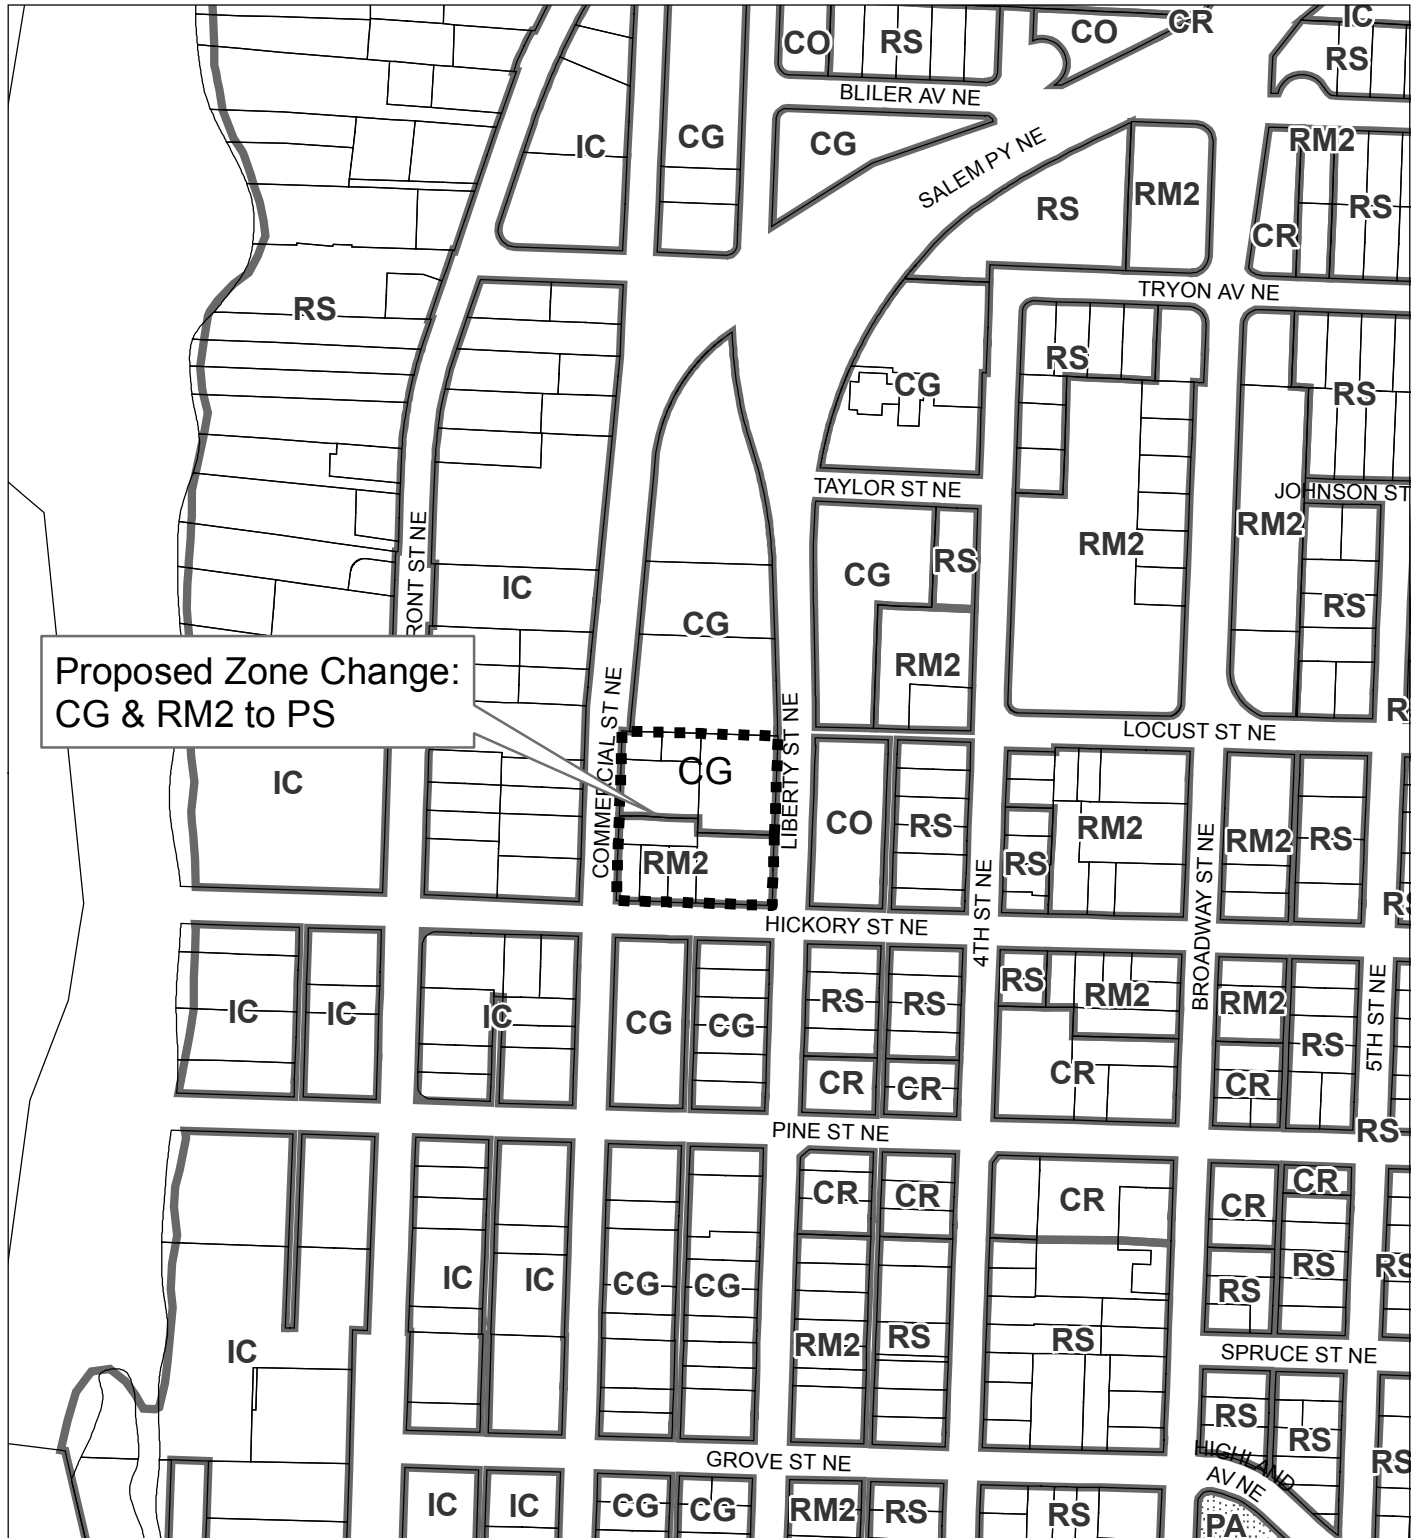 CO
RS
CO
CR
IC
RS
BLILER AV NE
IC
CG
CG
SALEM PY NE
RS
RM2
RM2
RS
CR
TRYON AV NE
RS
RS
CG
RS
TAYLOR ST NE
JOHNSON ST
RM2
RM2
CG
RS
RS
RONT ST NE
IC
CG
RM2
Proposed Zone Change:
CG & RM2 to PS
COMMERCIAL ST NE
LIBERTY ST NE
LOCUST ST NE
R
IC
CG
CO
RS
RM2
RM2
RS
RM2
RS
BROADWAY ST NE
4TH ST NE
RS
HICKORY ST NE
IC
IC
IC
CG
CG
RS
RS
RS
RM2
RM2
RS
5TH ST NE
CR
CR
CR
CR
PINE ST NE
RS
CR
CR
CR
CR
CR
RS
RS
RS
IC
IC
IC
CG
CG
RM2
RS
RS
SPRUCE ST NE
RS
RS
RS
GROVE ST NE
HIGHLAND
AV NE
IC
IC
CG
CG
RM2
RS
RS
PA